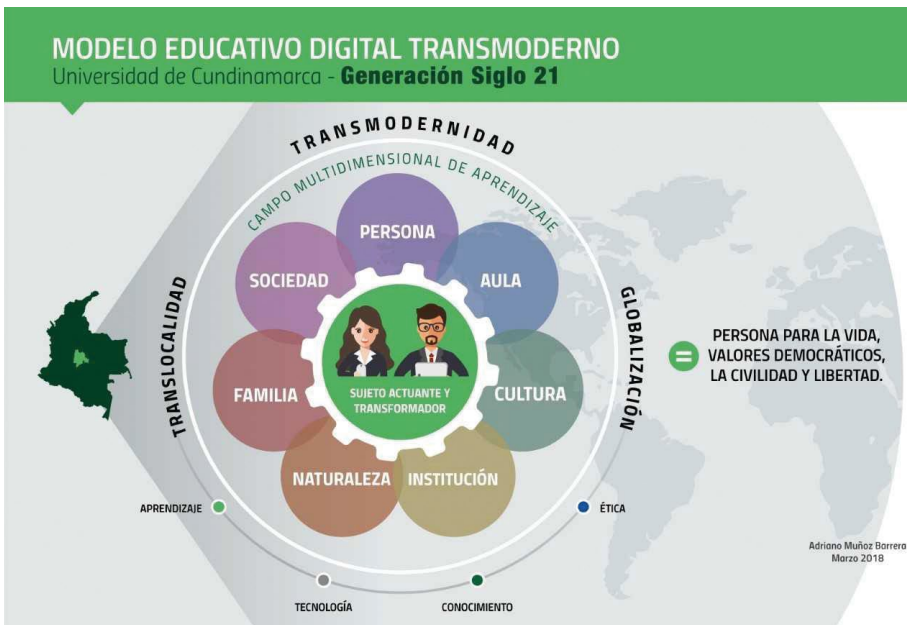 MODELO EDUCATIVO DIGITAL TRANSMODERNO
Universidad de Cundinamarca - Generación Siglo 21
TRANSMODERNIDAD
CAMPO MULTIDIMENSIONAL DE APRENDIZAJE
PERSONA
SOCIEDAD
AULA
TRANSLOCALIDAD
GLOBALIZACIÓN
SUJETO ACTUANTE Y
TRANSFORMADOR
FAMILIA
CULTURA
NATURALEZA
INSTITUCIÓN
=
PERSONA PARA LA VIDA,
VALORES DEMOCRÁTICOS,
LA CIVILIDAD Y LIBERTAD.
APRENDIZAJE
ÉTICA
TECNOLOGÍA
CONOCIMIENTO
Adriano Muñoz Barrera
Marzo 2018